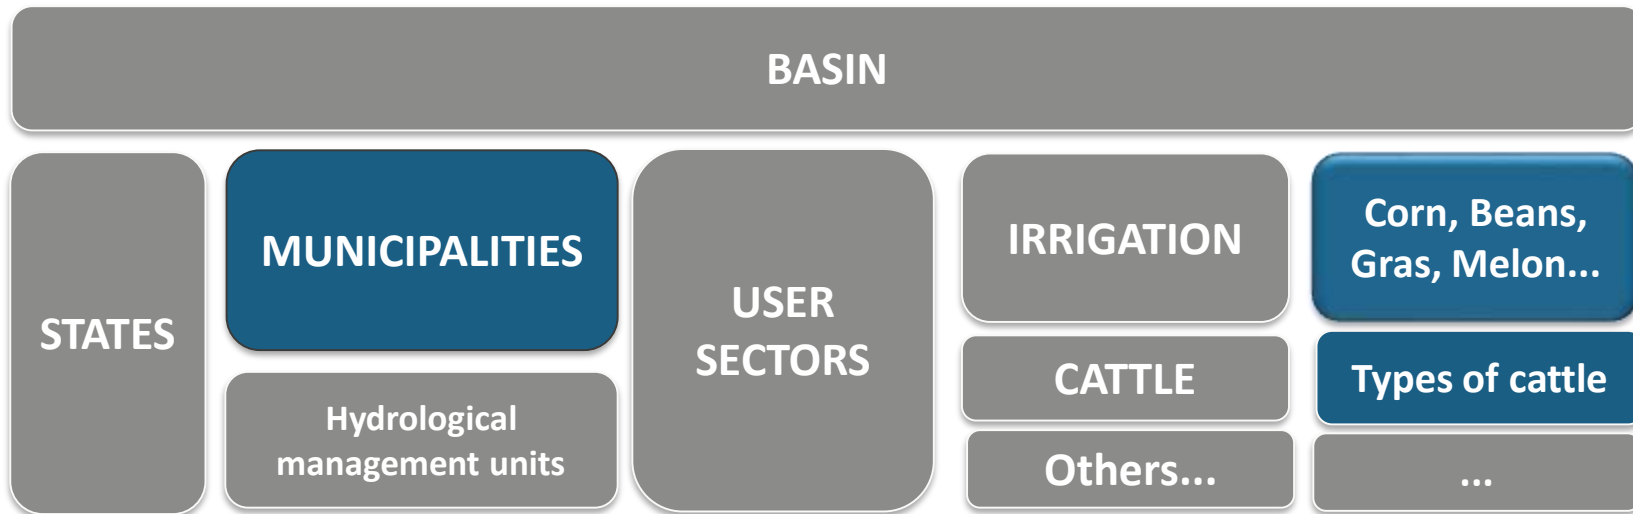 BASIN
STATES
MUNICIPALITIES
Hydrological
management units
USER
SECTORS
IRRIGATION
CATTLE
Others...
Corn, Beans,
Gras, Melon...
Types of cattle
...